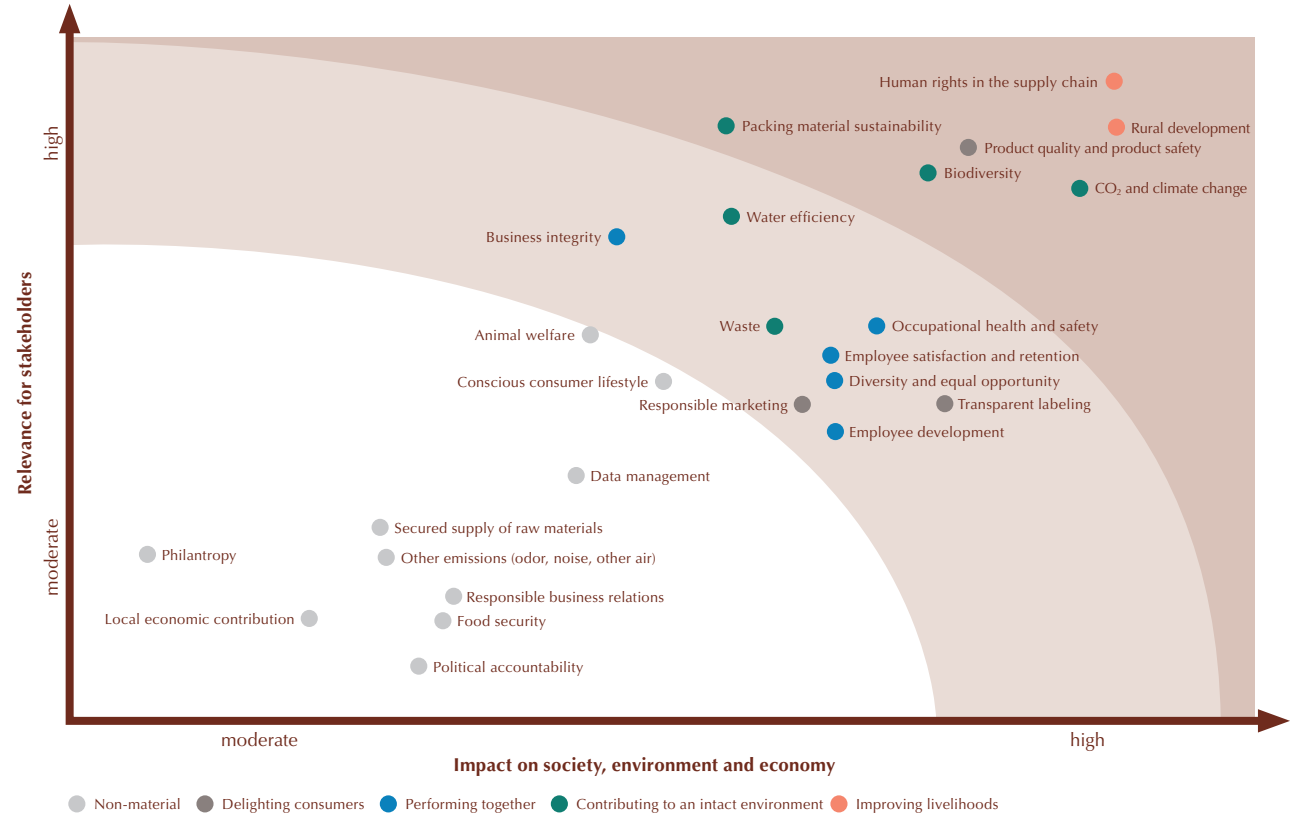 Human rights in the supply chain
Packing material sustainability
Rural development
Product quality and product safety
Biodiversity
CO₂ and climate change
Water efficiency
Business integrity
Animal welfare
Waste
Occupational health and safety
Employee satisfaction and retention
Conscious consumer lifestyle
Diversity and equal opportunity
Responsible marketing
Transparent labeling
Employee development
Data management
Secured supply of raw materials
Philantropy
Other emissions (odor, noise, other air)
Responsible business relations
Local economic contribution
Food security
Political accountability
high
Relevance for stakeholders
moderate
moderate
high
Impact on society, environment and economy
Non-material
Delighting consumers
Performing together
Contributing to an intact environment
Improving livelihoods